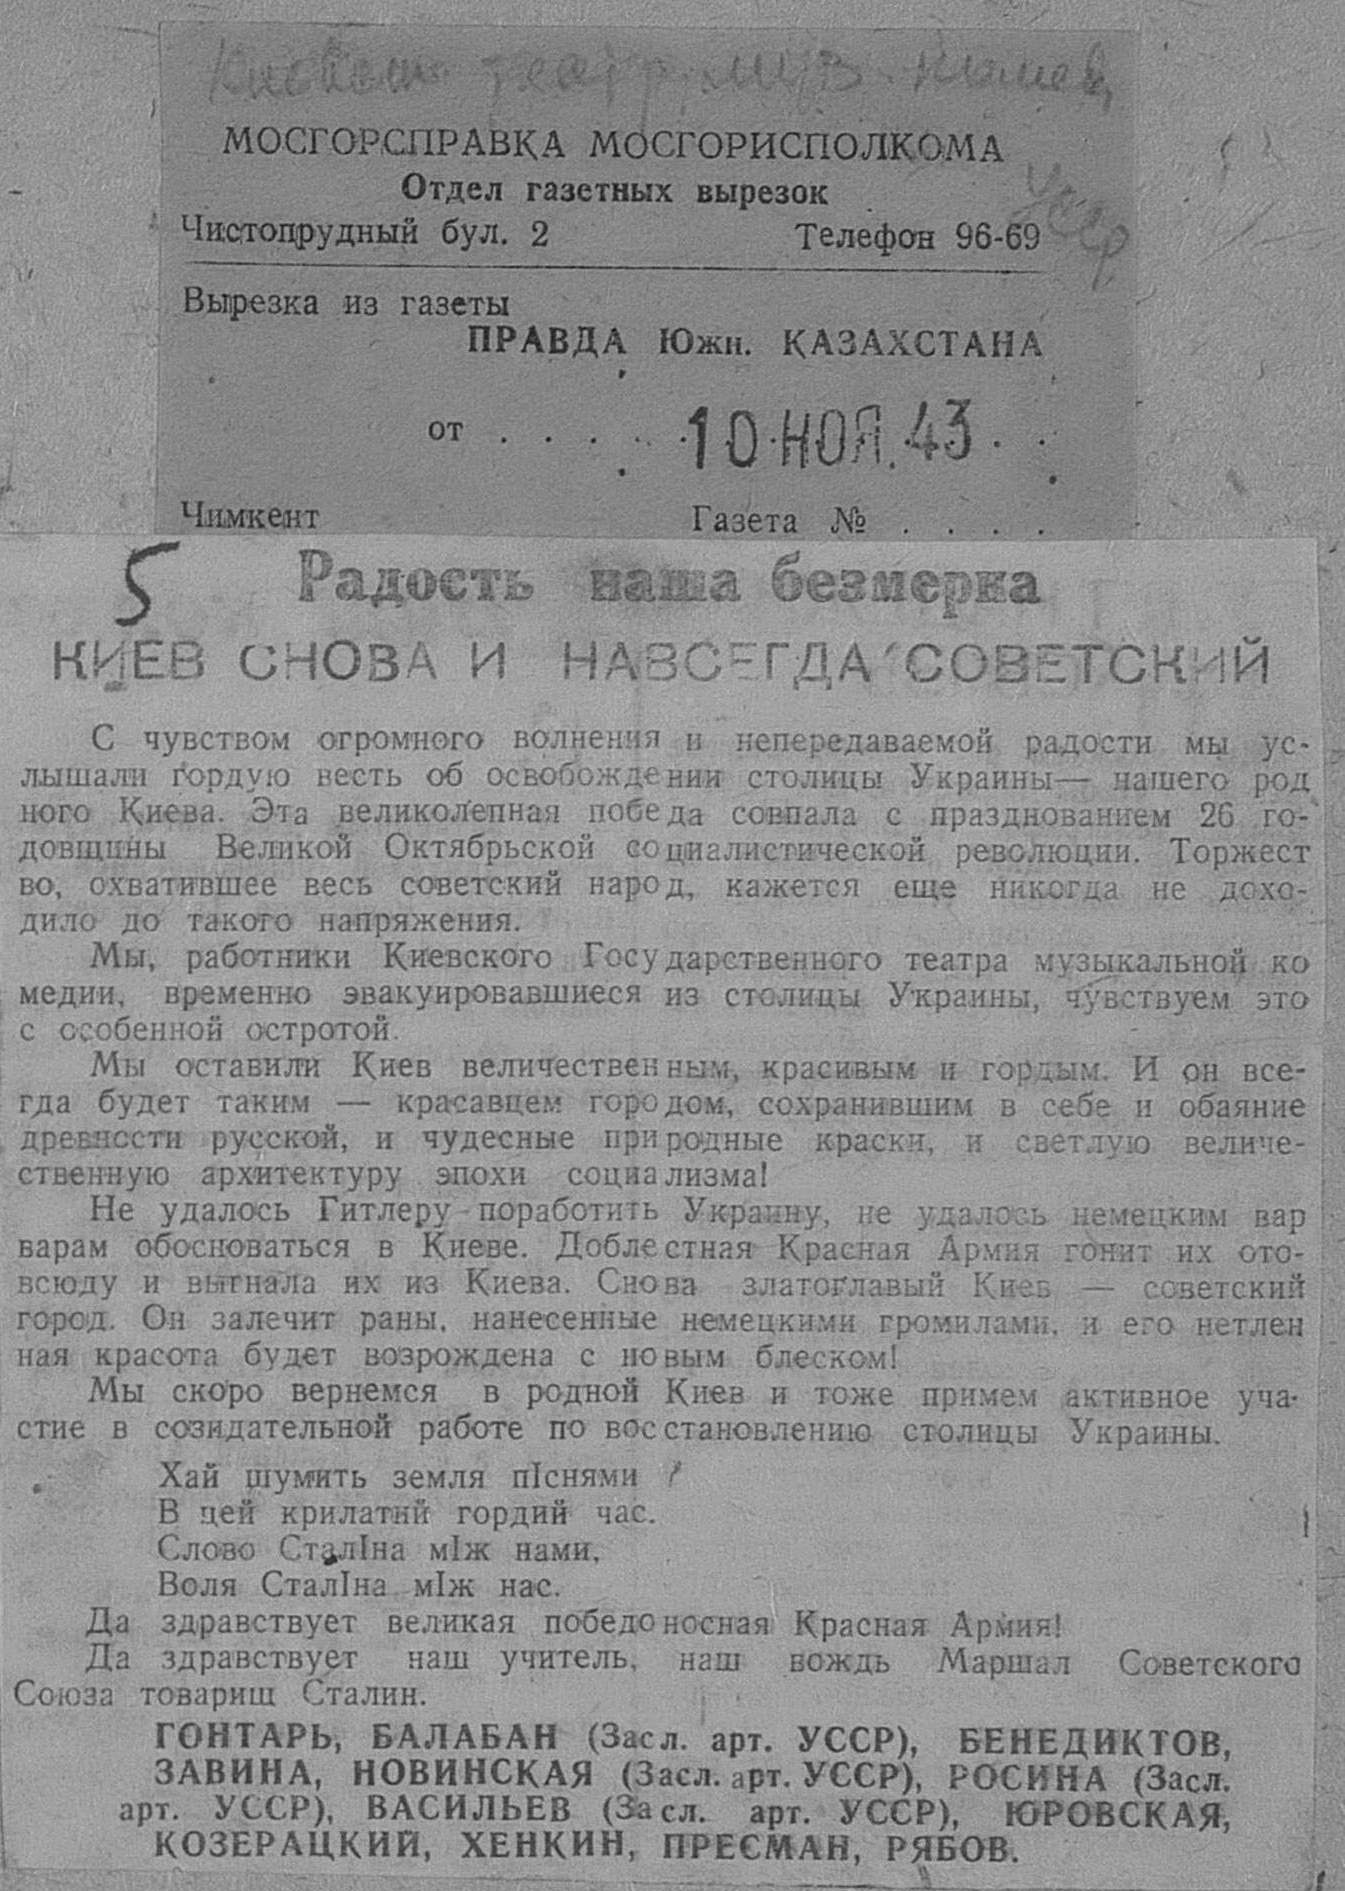 театр муз. комед,
МОСГОРСПРАВКА МОСГОРИСПОЛКОМА
УССР
Отдел газетных вырезок
Чистопрудный бул. 2 Телефон 96-69
Вырезка из газеты
ПРАВДА Южн. КАЗАХСТАНА
от . . . . . 10 НОЯ. 43 . .
Чимкент Газета № . . . .
5
Радость наша безмерна
КИЕВ СНОВА И НАВСЕГДА СОВЕТСКИЙ
С чувством огромного волнения и непередаваемой радости мы ус-
лышали гордую весть об освобождении столицы Украины— нашего род
ного Киева. Эта великолепная победа совпала с празднованием 26 го-
довщины Великой Октябрьской социалистической революции. Торжест
во, охватившее весь советский народ, кажется еще никогда не дохо-
дило до такого напряжения.
Мы, работники Киевского Государственного театра музыкальной ко
медии, временно эвакуировавшиеся из столицы Украины, чувствуем это
с особенной остротой.
Мы оставили Киев величественным, красивым и гордым. И он все-
гда будет таким — красавцем городом, сохранившим в себе и обаяние
древности русской, и чудесные природные краски, и светлую величе-
ственную архитектуру эпохи социализма!
Не удалось Гитлеру поработить Украину, не удалось немецким вар
варам обосноваться в Киеве. Доблестная Красная Армия гонит их ото-
всюду и выгнала их из Киева. Снова златоглавый Киев — советский
город. Он залечит раны, нанесенные немецкими громилами, и его нетлен
ная красота будет возрождена с новым блеском!
Мы скоро вернемся в родной Киев и тоже примем активное уча-
стие в созидательной работе по восстановлению столицы Украины.
Хай шумить земля пІснями
В цей крилатий гордий час.
Слово СталІна мІж нами,
Воля СталІна мІж нас.
Да здравствует великая победоносная Красная Армия!
Да здравствует наш учитель, наш вождь Маршал Советского
Союза товарищ Сталин.
ГОНТАРЬ, БАЛАБАН (Засл. арт. УССР), БЕНЕДИКТОВ,
ЗАВИНА, НОВИНСКАЯ (Засл. арт. УССР), РОСИНА (Засл.
арт. УССР), ВАСИЛЬЕВ (Засл. арт. УССР), ЮРОВСКАЯ,
КОЗЕРАЦКИЙ, ХЕНКИН, ПРЕСМАН, РЯБОВ.